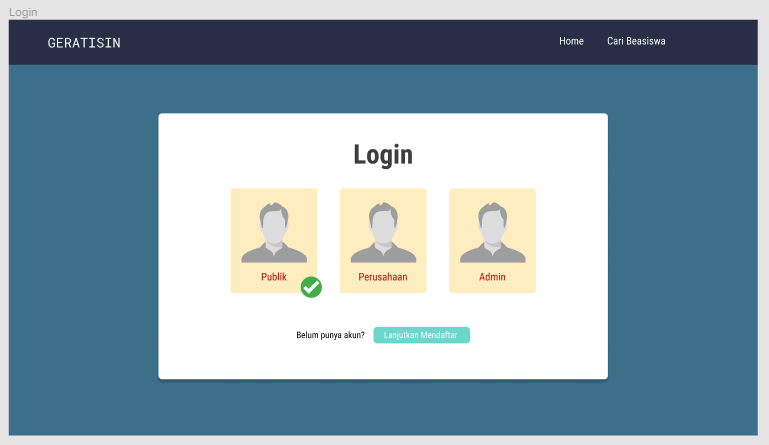 Login
GERATISIN Home Cari Beasiswa
Login
Publik Perusahaan Admin
Belum punya akun? Lanjutkan Mendaftar